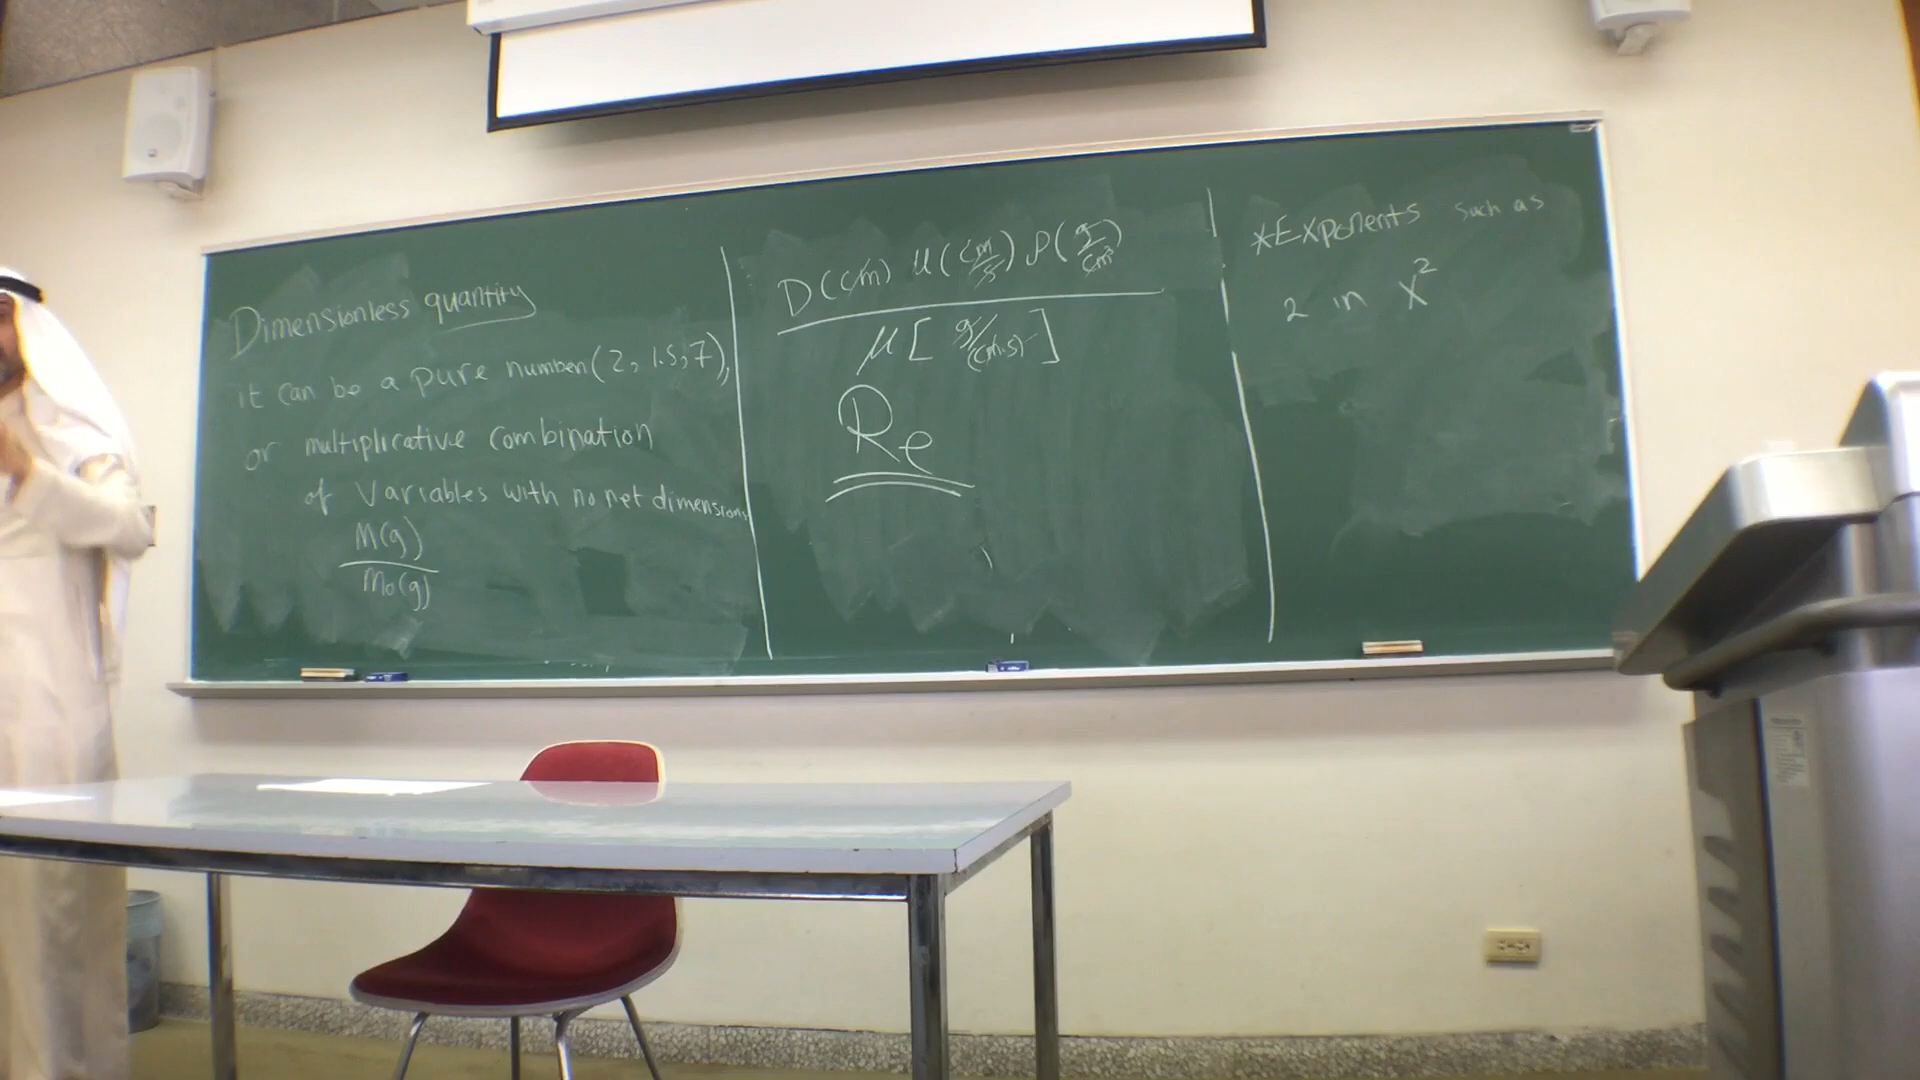 Dimensionless quantity
it can be a pure number (2, 1.5, 7),
or multiplicative combination
of Variables with no net dimensions
M(g)
M₀(g)
D(cm) u(cm/s) ρ(g/cm³)
μ[g/(cm.s)]
Re
*Exponents such as
2 in X²